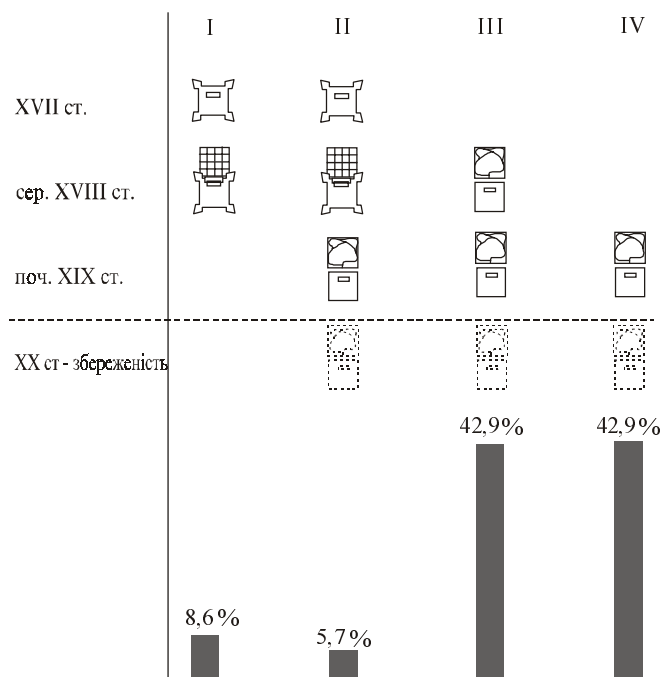 I II III IV
XVII ст.
сер. XVIII ст.
поч. XIX ст.
XX ст - збереженість
42,9% 42,9%
8,6%
5,7%